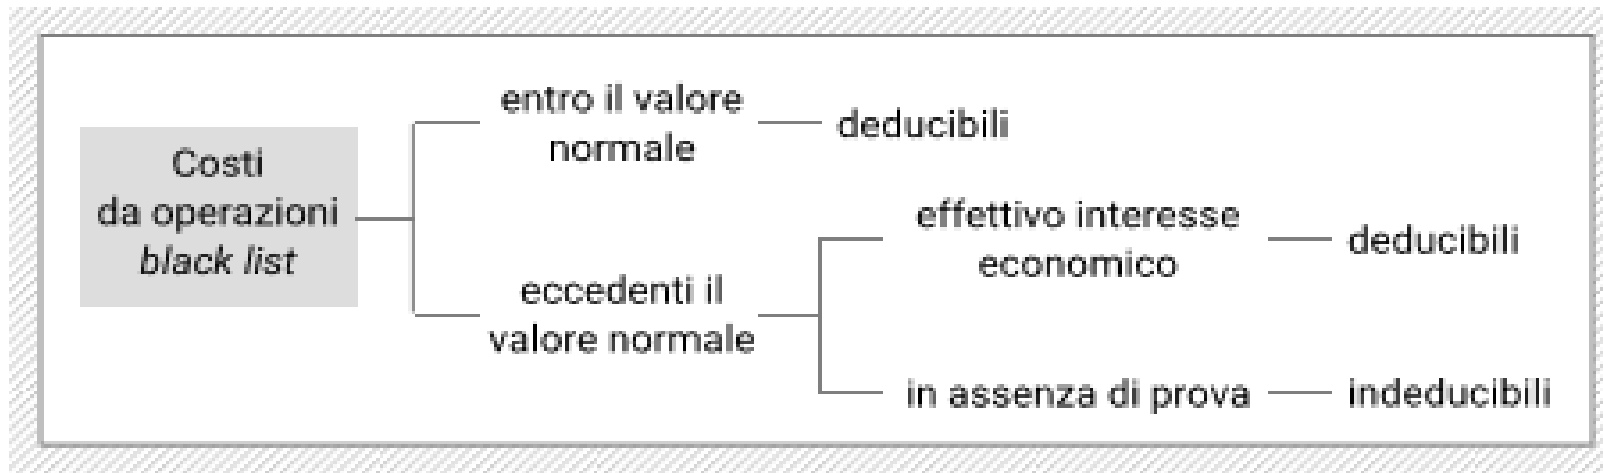 Costi
da operazioni
black list
entro il valore
normale
deducibili
eccedenti il
valore normale
effettivo interesse
economico
deducibili
in assenza di prova
indeducibili